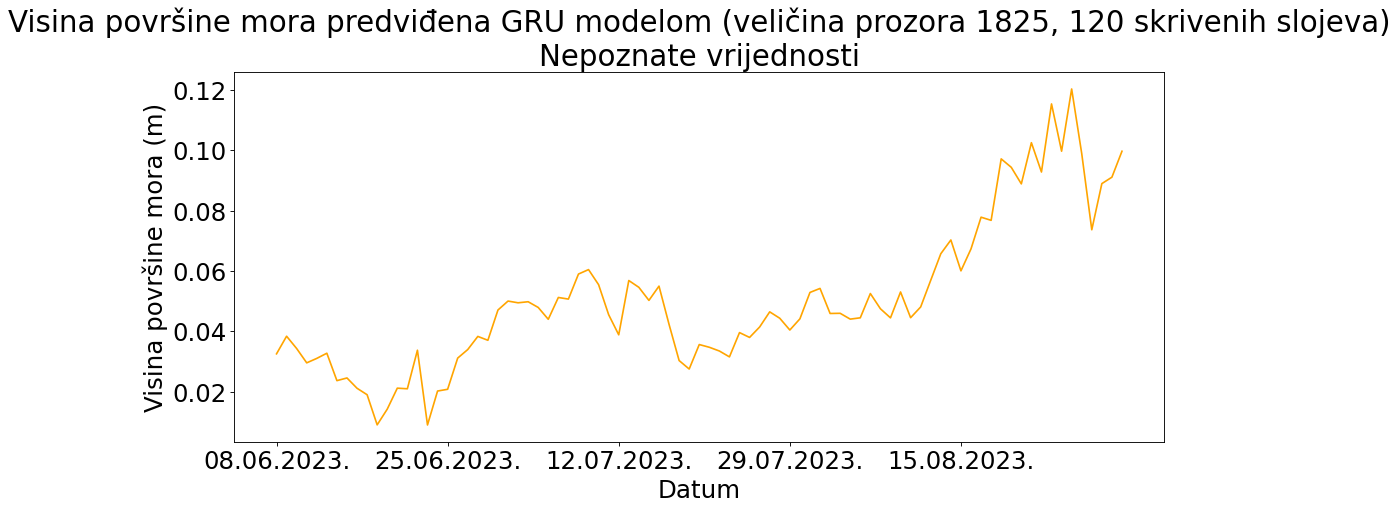 Visina površine mora predviđena GRU modelom (veličina prozora 1825, 120 skrivenih slojeva)
Nepoznate vrijednosti
Visina površine mora (m)
0.12
0.10
0.08
0.06
0.04
0.02
08.06.2023. 25.06.2023. 12.07.2023. 29.07.2023. 15.08.2023.
Datum